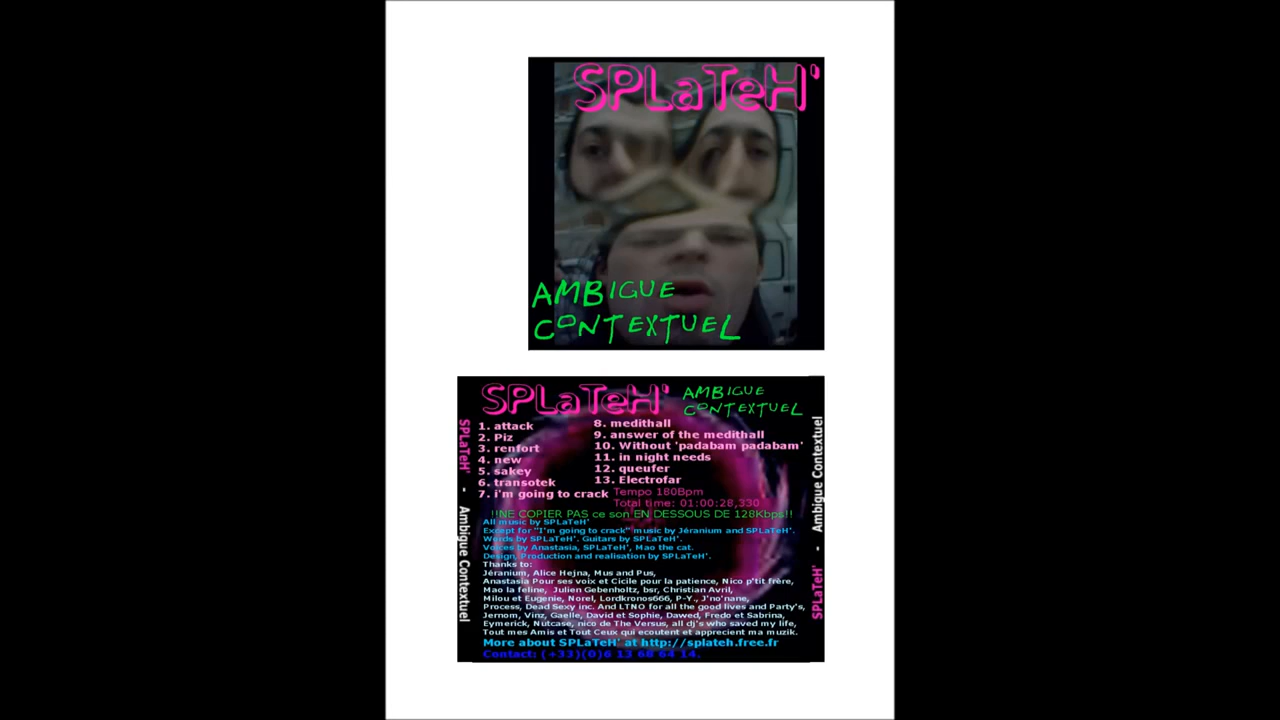 SPLaTeH'
AMBIGUE
CONTEXTUEL
SPLaTeH' AMBIGUE
CONTEXTUEL
SPLaTeH' - Ambigue Contextuel
1. attack
2. Piz
3. renfort
4. new
5. sakey
6. transotek
7. i'm going to crack
8. medithall
9. answer of the medithall
10. Without 'padabam padabam'
11. in night needs
12. queufer
13. Electrofar
Tempo 180Bpm
Total time: 01:00:28,330
!!NE COPIER PAS ce son EN DESSOUS DE 128Kbps!!
All music by SPLaTeH'
Except for "I'm going to crack" music by Jéranium and SPLaTeH'.
Words by SPLaTeH'. Guitars by SPLaTeH'.
Voices by Anastasia, SPLaTeH', Mao the cat.
Design, Production and realisation by SPLaTeH'.
Thanks to:
Jéranium, Alice Hejna, Mus and Pus,
Anastasia Pour ses voix et Cicile pour la patience, Nico p'tit frère,
Mao la feline, Julien Gebenholtz, bsr, Christian Avril,
Milou et Eugenie, Norel, Lordkronos666, P-Y., J'no'nane,
Process, Dead Sexy inc. And LTNO for all the good lives and Party's,
Jernom, Vinz, Gaelle, David et Sophie, Dawed, Fredo et Sabrina,
Eymerick, Nutcase, nico de The Versus, all dj's who saved my life,
Tout mes Amis et Tout Ceux qui ecoutent et apprecient ma muzik.
More about SPLaTeH' at http://splateh.free.fr
Contact: (+33)(0)6 13 68 64 14.
SPLaTeH' - Ambigue Contextuel